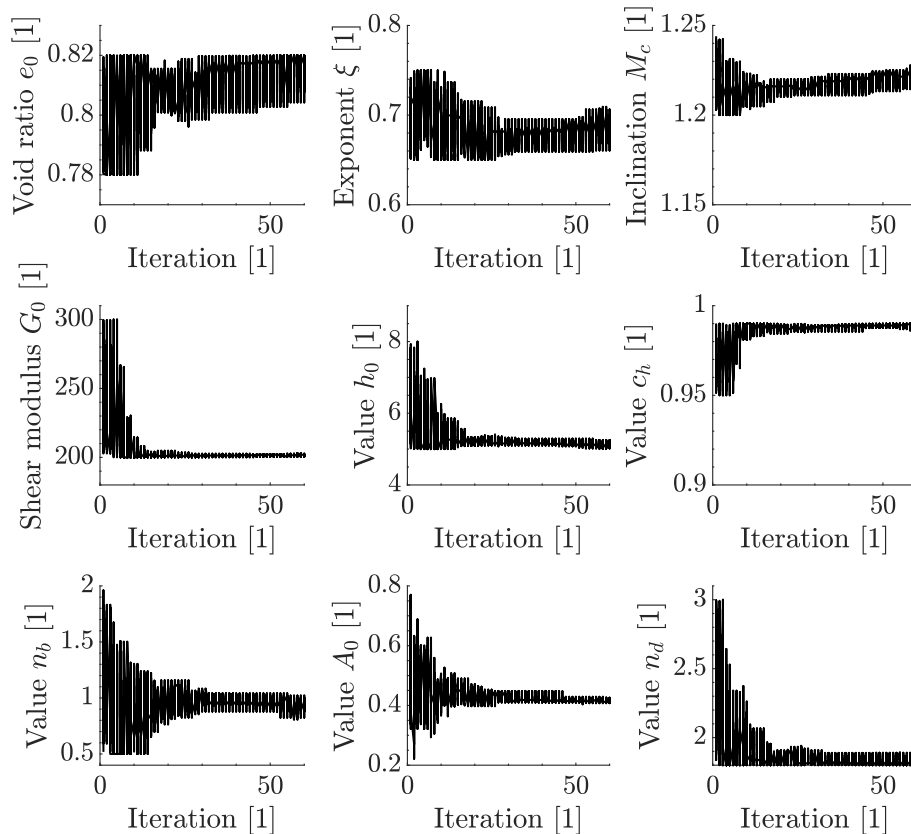 Void ratio e₀ [1]
0.82
0.8
0.78
0
50
Iteration [1]
Exponent ξ [1]
0.8
0.7
0.6
0
50
Iteration [1]
Inclination M_c [1]
1.25
1.2
1.15
0
50
Iteration [1]
Shear modulus G₀ [1]
300
250
200
0
50
Iteration [1]
Value h₀ [1]
8
6
4
0
50
Iteration [1]
Value c_h [1]
1
0.95
0.9
0
50
Iteration [1]
Value n_b [1]
2
1.5
1
0.5
0
50
Iteration [1]
Value A₀ [1]
0.8
0.6
0.4
0.2
0
50
Iteration [1]
Value n_d [1]
3
2.5
2
0
50
Iteration [1]